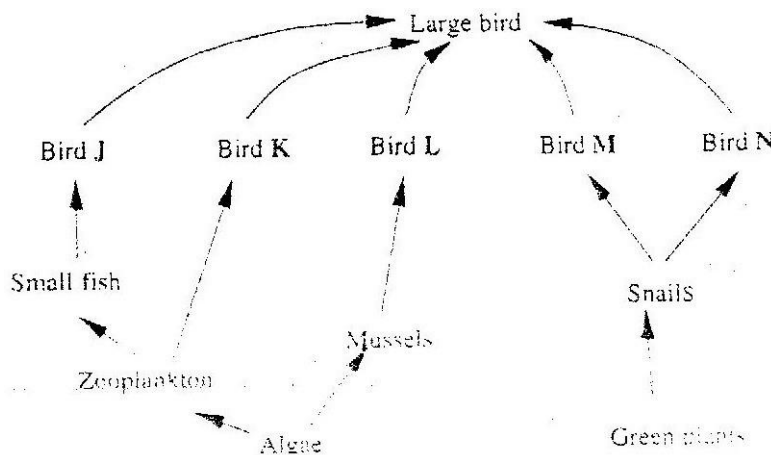 Large bird
Bird J Bird K Bird L Bird M Bird N
Small fish Snails
Mussels
Zooplankton
Algae Green plants